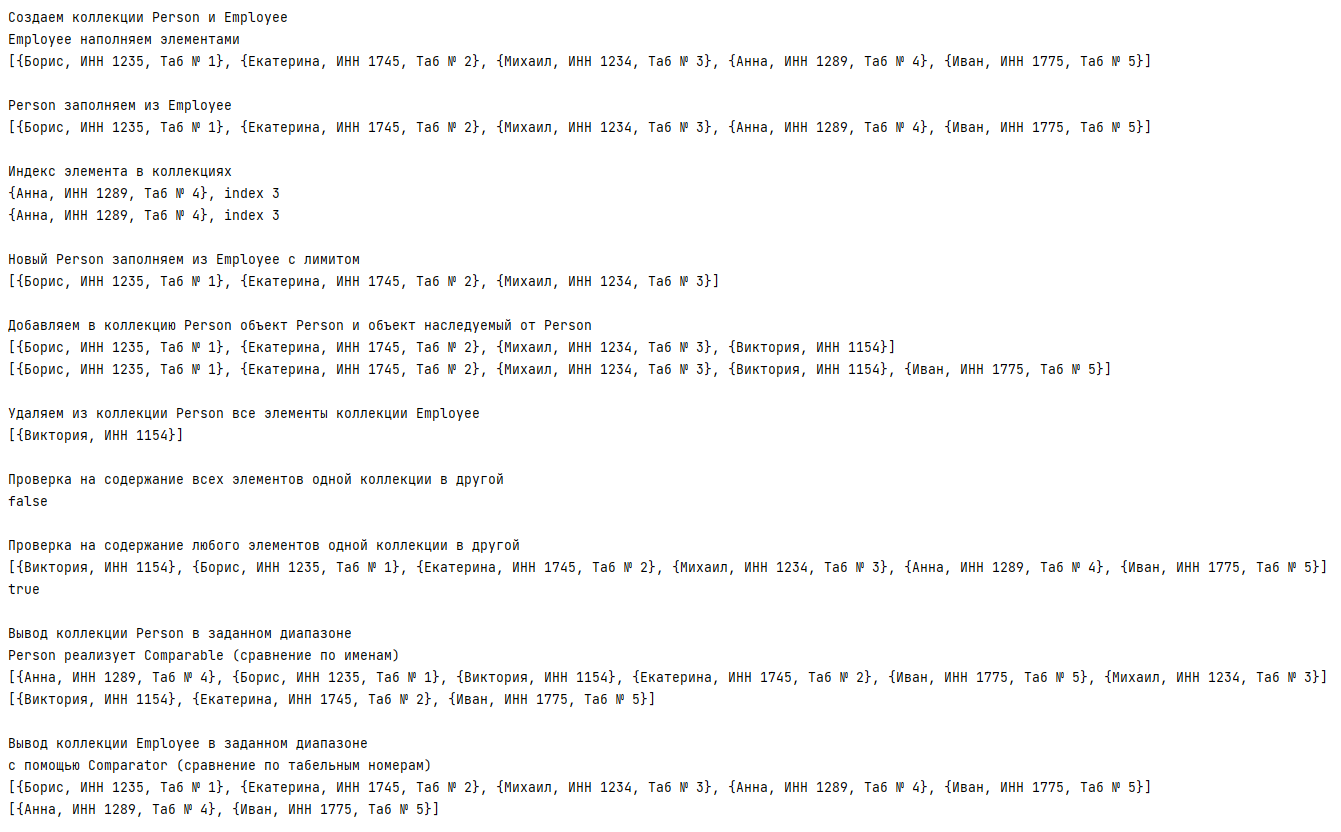 Создаем коллекции Person и Employee
Employee наполняем элементами
[{Борис, ИНН 1235, Таб № 1}, {Екатерина, ИНН 1745, Таб № 2}, {Михаил, ИНН 1234, Таб № 3}, {Анна, ИНН 1289, Таб № 4}, {Иван, ИНН 1775, Таб № 5}]
Person заполняем из Employee
[{Борис, ИНН 1235, Таб № 1}, {Екатерина, ИНН 1745, Таб № 2}, {Михаил, ИНН 1234, Таб № 3}, {Анна, ИНН 1289, Таб № 4}, {Иван, ИНН 1775, Таб № 5}]
Индекс элемента в коллекциях
{Анна, ИНН 1289, Таб № 4}, index 3
{Анна, ИНН 1289, Таб № 4}, index 3
Новый Person заполняем из Employee с лимитом
[{Борис, ИНН 1235, Таб № 1}, {Екатерина, ИНН 1745, Таб № 2}, {Михаил, ИНН 1234, Таб № 3}]
Добавляем в коллекцию Person объект Person и объект наследуемый от Person
[{Борис, ИНН 1235, Таб № 1}, {Екатерина, ИНН 1745, Таб № 2}, {Михаил, ИНН 1234, Таб № 3}, {Виктория, ИНН 1154}]
[{Борис, ИНН 1235, Таб № 1}, {Екатерина, ИНН 1745, Таб № 2}, {Михаил, ИНН 1234, Таб № 3}, {Виктория, ИНН 1154}, {Иван, ИНН 1775, Таб № 5}]
Удаляем из коллекции Person все элементы коллекции Employee
[{Виктория, ИНН 1154}]
Проверка на содержание всех элементов одной коллекции в другой
false
Проверка на содержание любого элементов одной коллекции в другой
[{Виктория, ИНН 1154}, {Борис, ИНН 1235, Таб № 1}, {Екатерина, ИНН 1745, Таб № 2}, {Михаил, ИНН 1234, Таб № 3}, {Анна, ИНН 1289, Таб № 4}, {Иван, ИНН 1775, Таб № 5}]
true
Вывод коллекции Person в заданном диапазоне
Person реализует Comparable (сравнение по именам)
[{Анна, ИНН 1289, Таб № 4}, {Борис, ИНН 1235, Таб № 1}, {Виктория, ИНН 1154}, {Екатерина, ИНН 1745, Таб № 2}, {Иван, ИНН 1775, Таб № 5}, {Михаил, ИНН 1234, Таб № 3}]
[{Виктория, ИНН 1154}, {Екатерина, ИНН 1745, Таб № 2}, {Иван, ИНН 1775, Таб № 5}]
Вывод коллекции Employee в заданном диапазоне
с помощью Comparator (сравнение по табельным номерам)
[{Борис, ИНН 1235, Таб № 1}, {Екатерина, ИНН 1745, Таб № 2}, {Михаил, ИНН 1234, Таб № 3}, {Анна, ИНН 1289, Таб № 4}, {Иван, ИНН 1775, Таб № 5}]
[{Анна, ИНН 1289, Таб № 4}, {Иван, ИНН 1775, Таб № 5}]